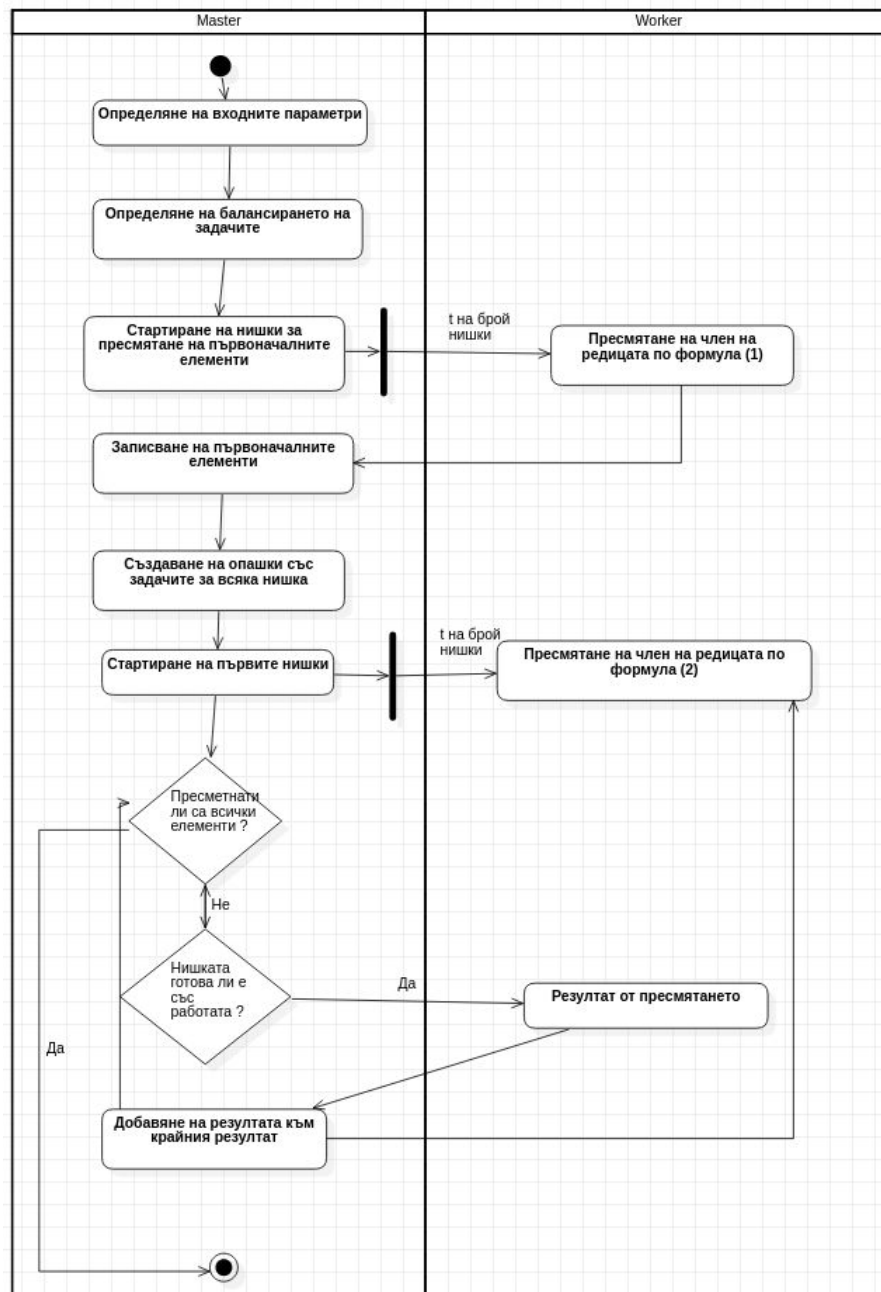 Master
Worker
Определяне на входните параметри
Определяне на балансирането на
задачите
Стартиране на нишки за
пресмятане на първоначалните
елементи
t на брой
нишки
Пресмятане на член на
редицата по формула (1)
Записване на първоначалните
елементи
Създаване на опашки със
задачите за всяка нишка
Стартиране на първите нишки
t на брой
нишки
Пресмятане на член на редицата по
формула (2)
Пресметнати
ли са всички
елементи ?
Не
Нишката
готова ли е
със
работата ?
Да
Резултат от пресмятането
Да
Добавяне на резултата към
крайния резултат